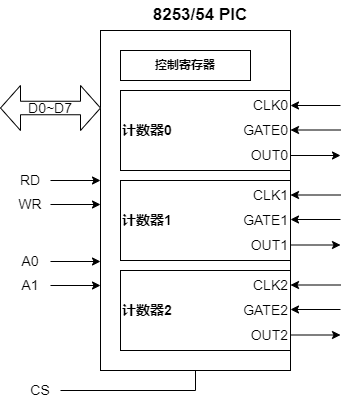 8253/54 PIC
控制寄存器
D0~D7
计数器0
CLK0
GATE0
OUT0
RD
WR
计数器1
CLK1
GATE1
OUT1
A0
A1
计数器2
CLK2
GATE2
OUT2
CS